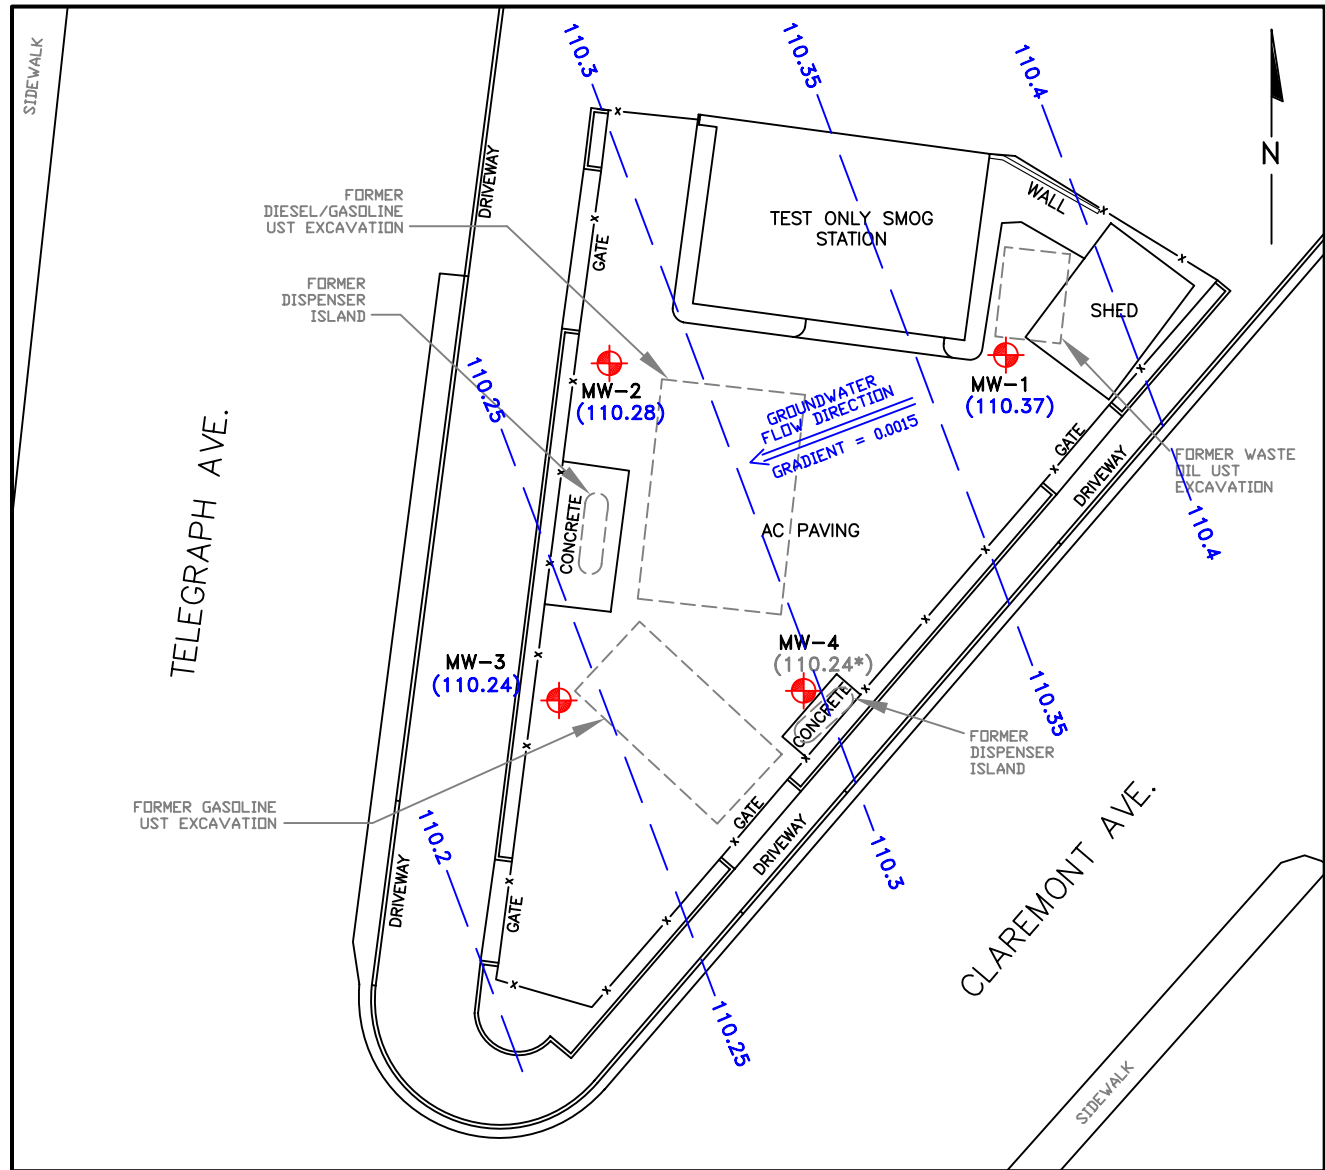 SIDEWALK
110.3
110.35
110.4
N
DRIVEWAY
WALL
FORMER
DIESEL/GASOLINE
UST EXCAVATION
TEST ONLY SMOG
STATION
GATE
FORMER
DISPENSER
ISLAND
SHED
110.25
MW-2
(110.28)
MW-1
(110.37)
GROUNDWATER
FLOW DIRECTION
GRADIENT = 0.0015
TELEGRAPH AVE.
GATE
DRIVEWAY
FORMER WASTE
OIL UST
EXCAVATION
CONCRETE
AC PAVING
110.4
MW-3
(110.24)
MW-4
(110.24*)
CONCRETE
110.35
FORMER
DISPENSER
ISLAND
FORMER GASOLINE
UST EXCAVATION
110.2
GATE
DRIVEWAY
110.3
CLAREMONT AVE.
DRIVEWAY
GATE
110.25
SIDEWALK